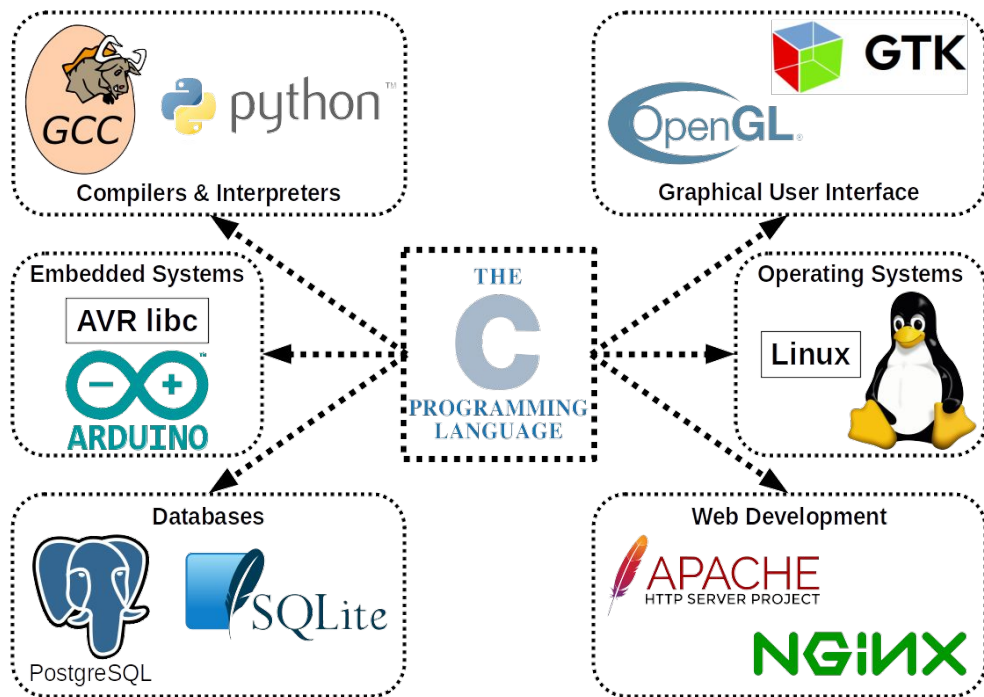 GCC
python™
Compilers & Interpreters
GTK
OpenGL®
Graphical User Interface
Embedded Systems
AVR libc
™
ARDUINO
THE
C
PROGRAMMING
LANGUAGE
Operating Systems
Linux
Databases
PostgreSQL
SQLite
Web Development
APACHE
HTTP SERVER PROJECT
NGiNX